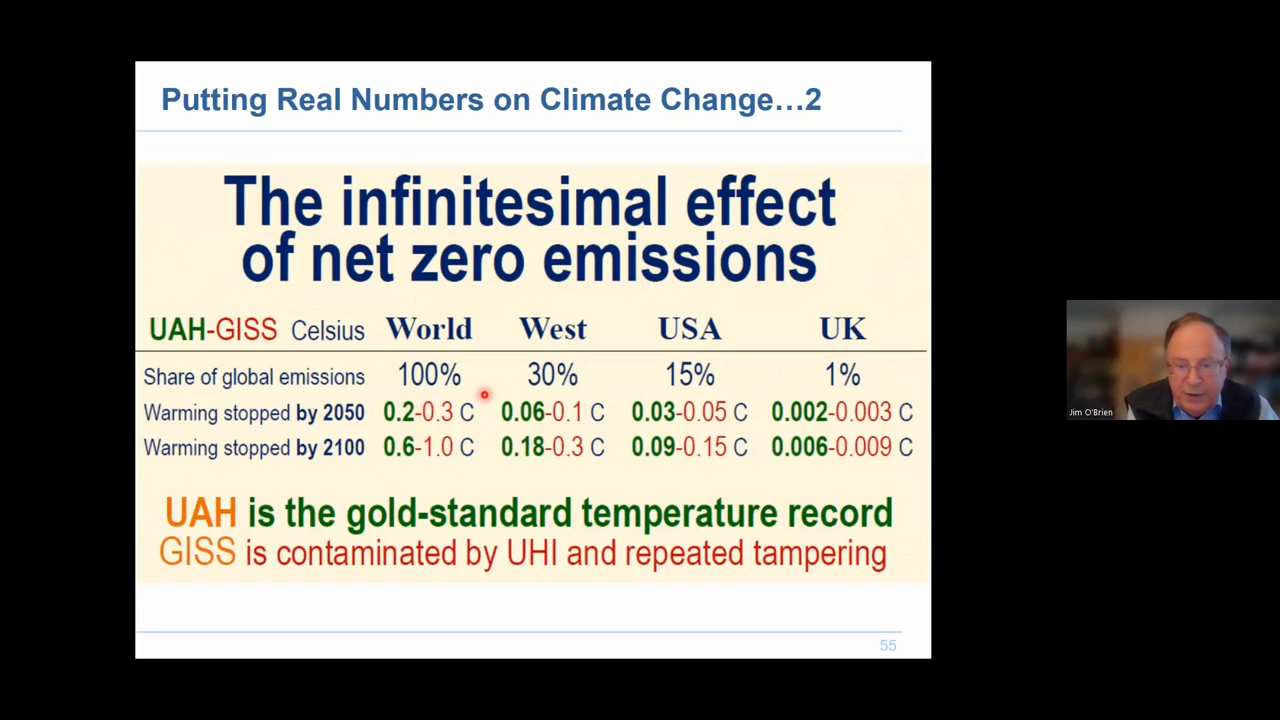 Putting Real Numbers on Climate Change…2
The infinitesimal effect
of net zero emissions
UAH-GISS Celsius World West USA UK
Share of global emissions 100% 30% 15% 1%
Warming stopped by 2050 0.2-0.3 C 0.06-0.1 C 0.03-0.05 C 0.002-0.003 C
Warming stopped by 2100 0.6-1.0 C 0.18-0.3 C 0.09-0.15 C 0.006-0.009 C
UAH is the gold-standard temperature record
GISS is contaminated by UHI and repeated tampering
55
Jim O'Brien